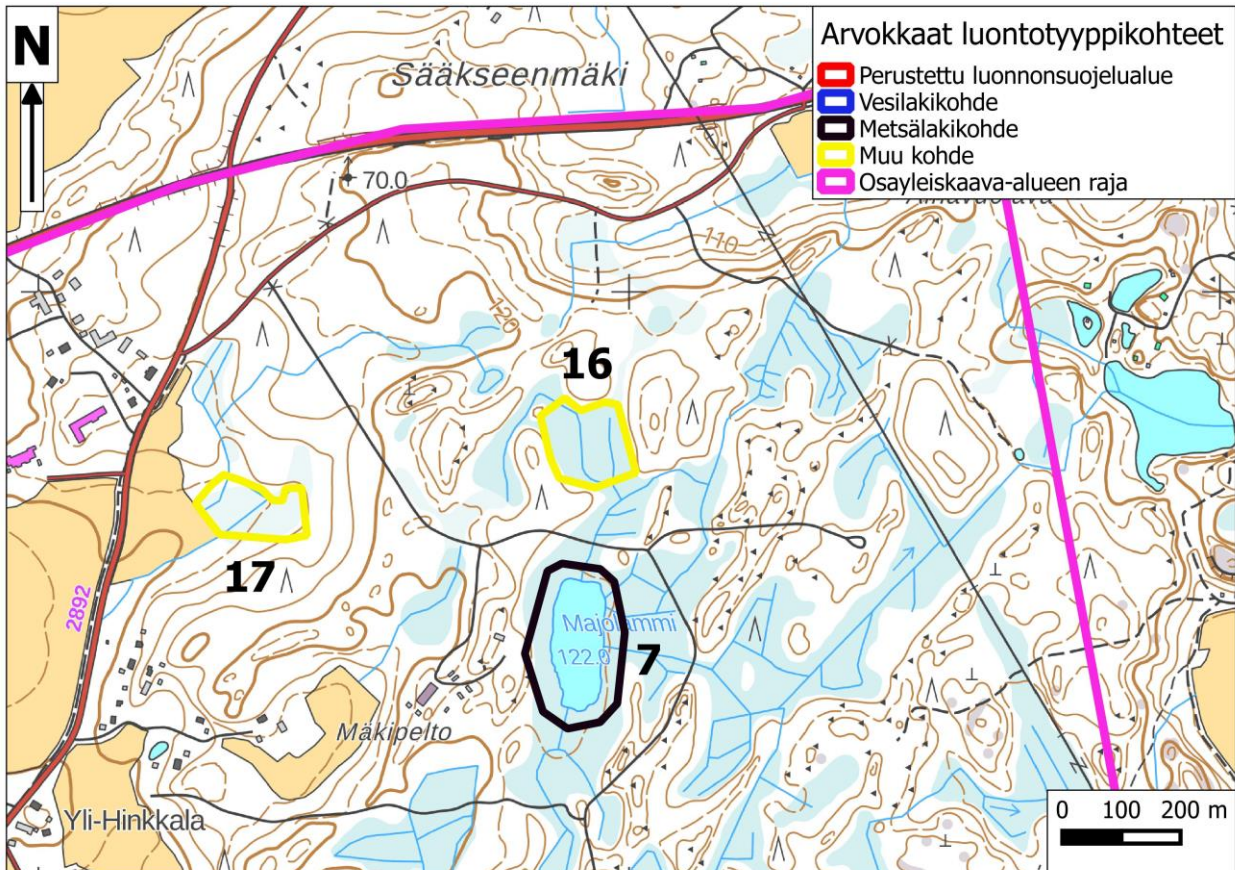 N
Arvokkaat luontotyyppikohteet
Perustettu luonnonsuojelualue
Vesilakikohde
Metsälakikohde
Muu kohde
Osayleiskaava-alueen raja
Sääkseenmäki
70.0
110
120
16
17
2892
Majolammi
122.0
7
Mäkipelto
Yli-Hinkkala
0 100 200 m